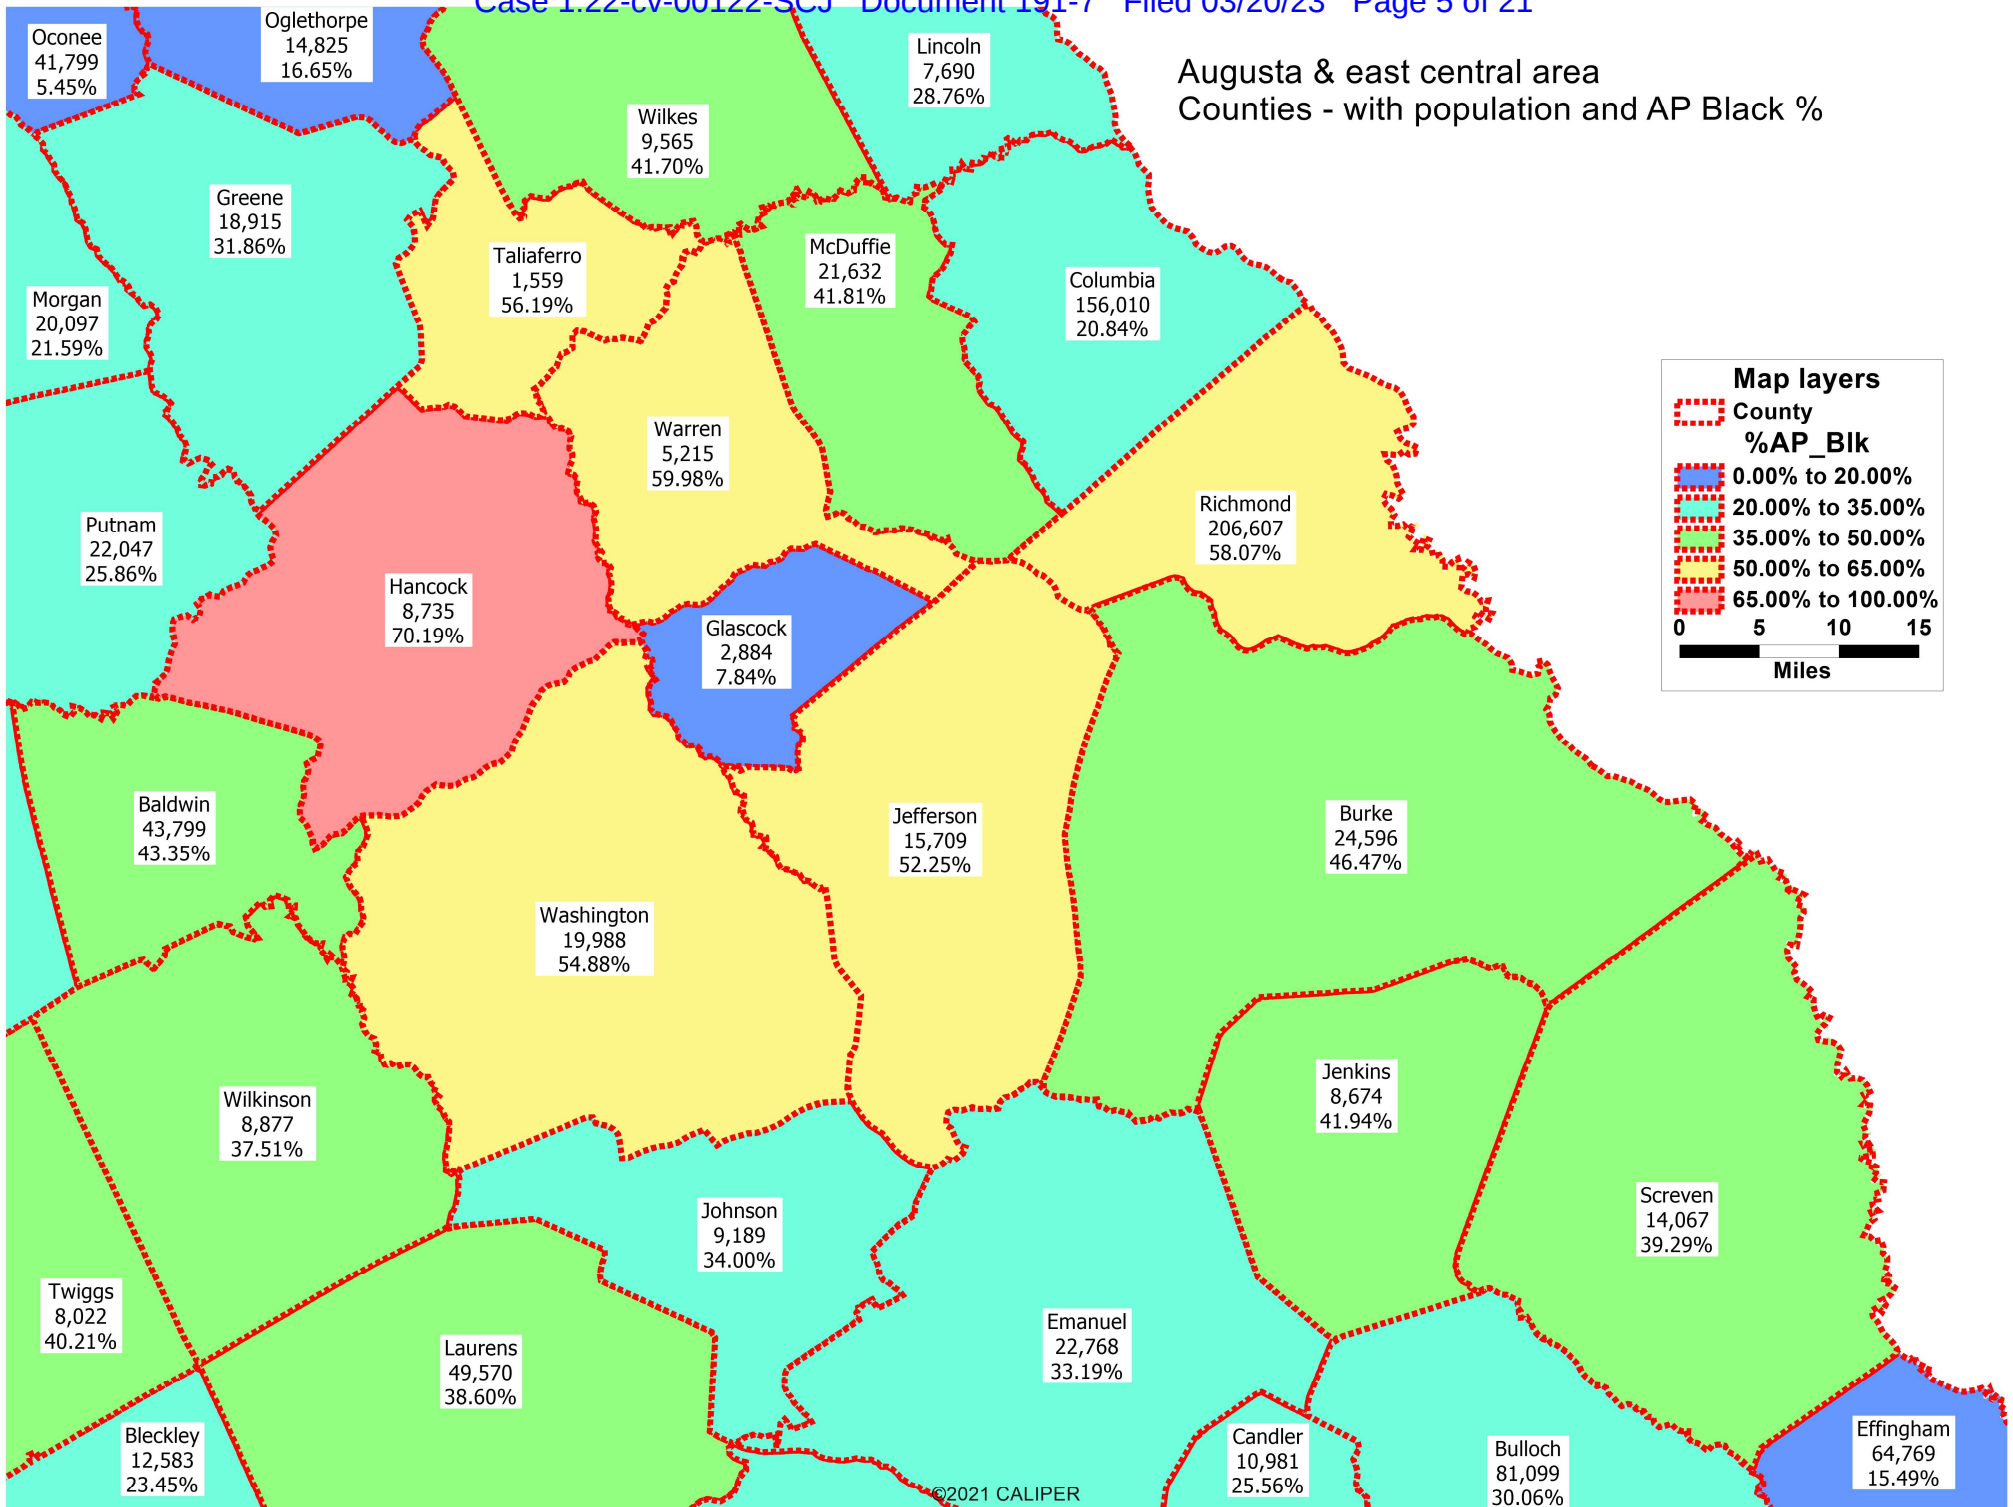 Case 1:22-cv-00122-SCJ Document 191-7 Filed 03/20/23 Page 5 of 21
Augusta & east central area
Counties - with population and AP Black %
Oconee
41,799
5.45%
Oglethorpe
14,825
16.65%
Lincoln
7,690
28.76%
Wilkes
9,565
41.70%
Greene
18,915
31.86%
Taliaferro
1,559
56.19%
McDuffie
21,632
41.81%
Columbia
156,010
20.84%
Morgan
20,097
21.59%
Map layers
County
%AP_Blk
0.00% to 20.00%
20.00% to 35.00%
35.00% to 50.00%
50.00% to 65.00%
65.00% to 100.00%
0 5 10 15
Miles
Warren
5,215
59.98%
Richmond
206,607
58.07%
Putnam
22,047
25.86%
Hancock
8,735
70.19%
Glascock
2,884
7.84%
Baldwin
43,799
43.35%
Jefferson
15,709
52.25%
Burke
24,596
46.47%
Washington
19,988
54.88%
Wilkinson
8,877
37.51%
Jenkins
8,674
41.94%
Johnson
9,189
34.00%
Screven
14,067
39.29%
Twiggs
8,022
40.21%
Laurens
49,570
38.60%
Emanuel
22,768
33.19%
Bleckley
12,583
23.45%
Candler
10,981
25.56%
Bulloch
81,099
30.06%
Effingham
64,769
15.49%
©2021 CALIPER